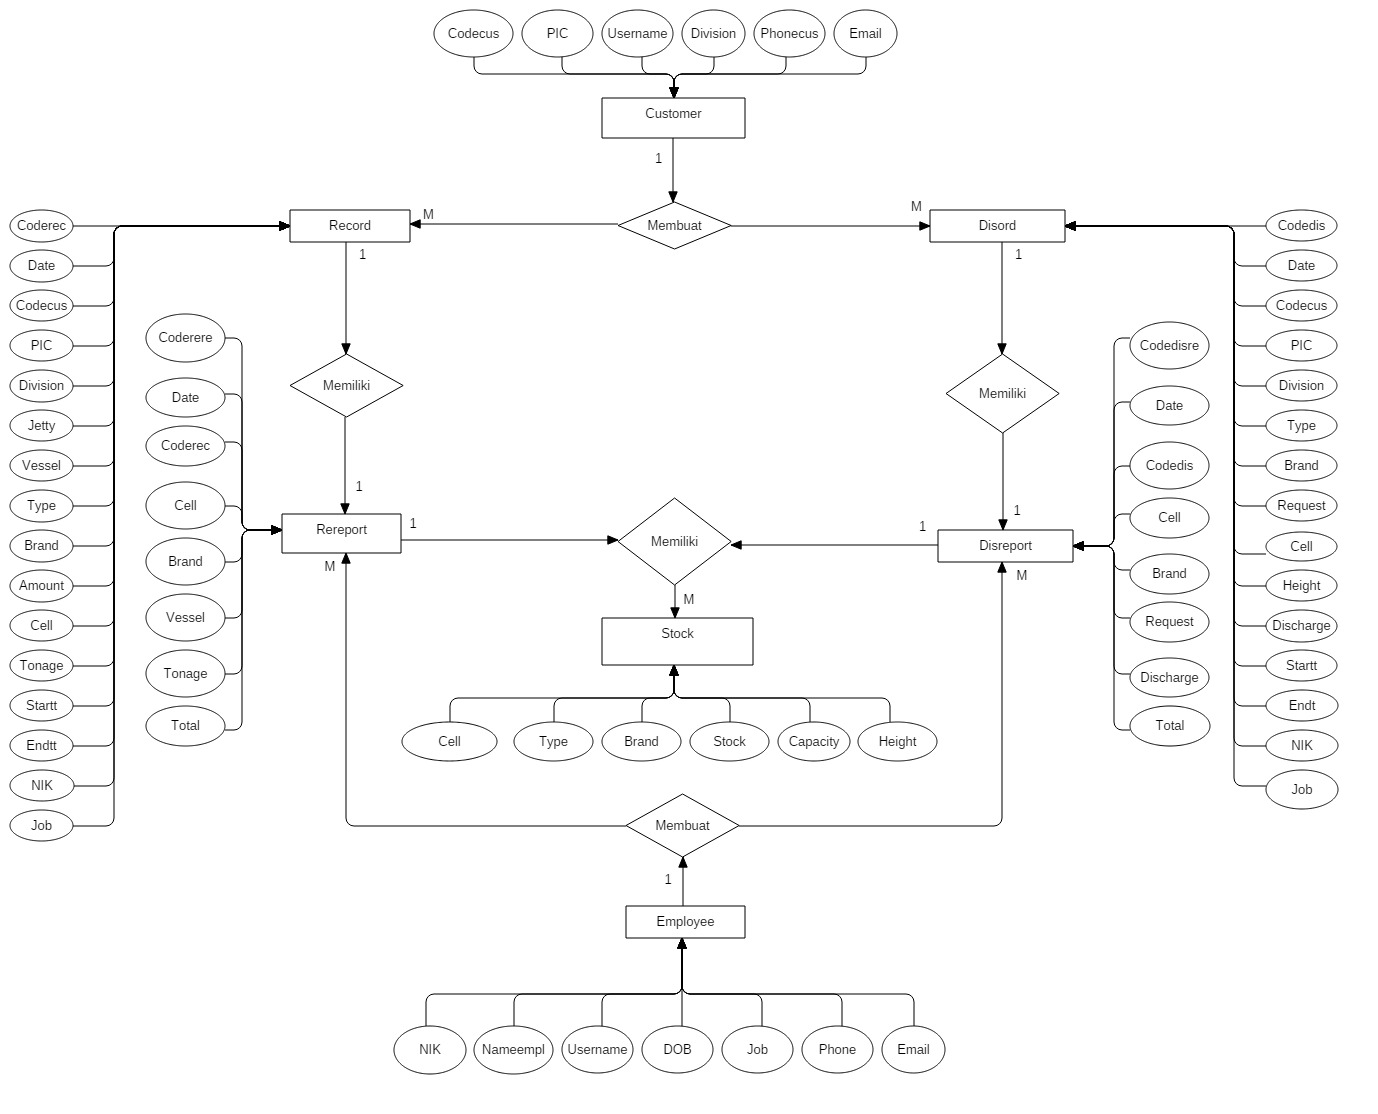 Codecus
PIC
Username
Division
Phonecus
Email
Customer
1
Membuat
M
M
Record
Disord
1
1
Coderec
Date
Codecus
PIC
Division
Jetty
Vessel
Type
Brand
Amount
Cell
Tonage
Startt
Endtt
NIK
Job
Coderere
Date
Coderec
Cell
Brand
Vessel
Tonage
Total
Memiliki
1
Rereport
1
M
Memiliki
M
Stock
Cell
Type
Brand
Stock
Capacity
Height
Memiliki
1
1
Disreport
M
Codedisre
Date
Codedis
Cell
Brand
Request
Discharge
Total
Codedis
Date
Codecus
PIC
Division
Type
Brand
Request
Cell
Height
Discharge
Startt
Endt
NIK
Job
Membuat
1
Employee
NIK
Nameempl
Username
DOB
Job
Phone
Email